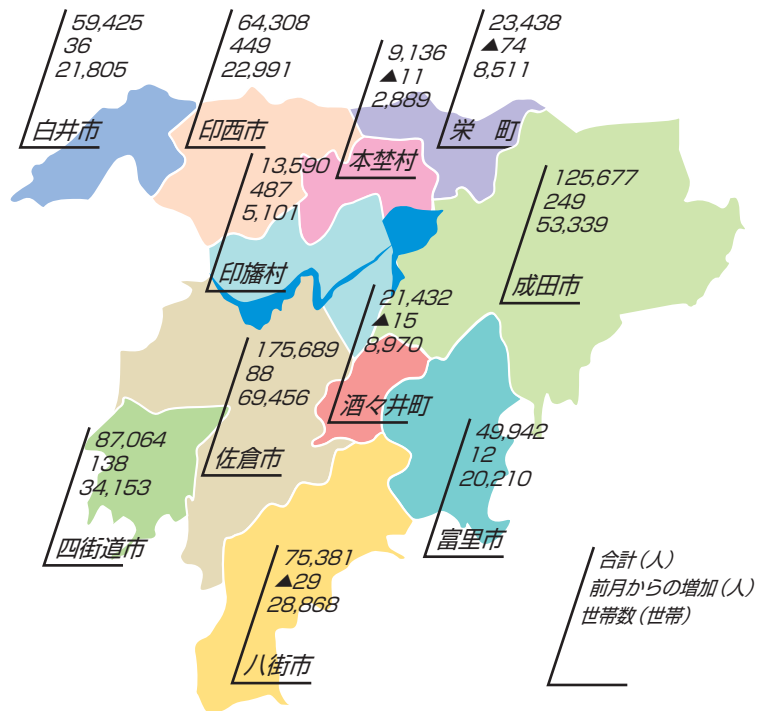 59,425
36
21,805
白井市
64,308
449
22,991
印西市
9,136
▲11
2,889
本埜村
23,438
▲74
8,511
栄 町
13,590
487
5,101
印旛村
125,677
249
53,339
成田市
21,432
▲15
8,970
酒々井町
175,689
88
69,456
佐倉市
87,064
138
34,153
四街道市
49,942
12
20,210
富里市
75,381
▲29
28,868
八街市
合計(人)
前月からの増加(人)
世帯数(世帯)